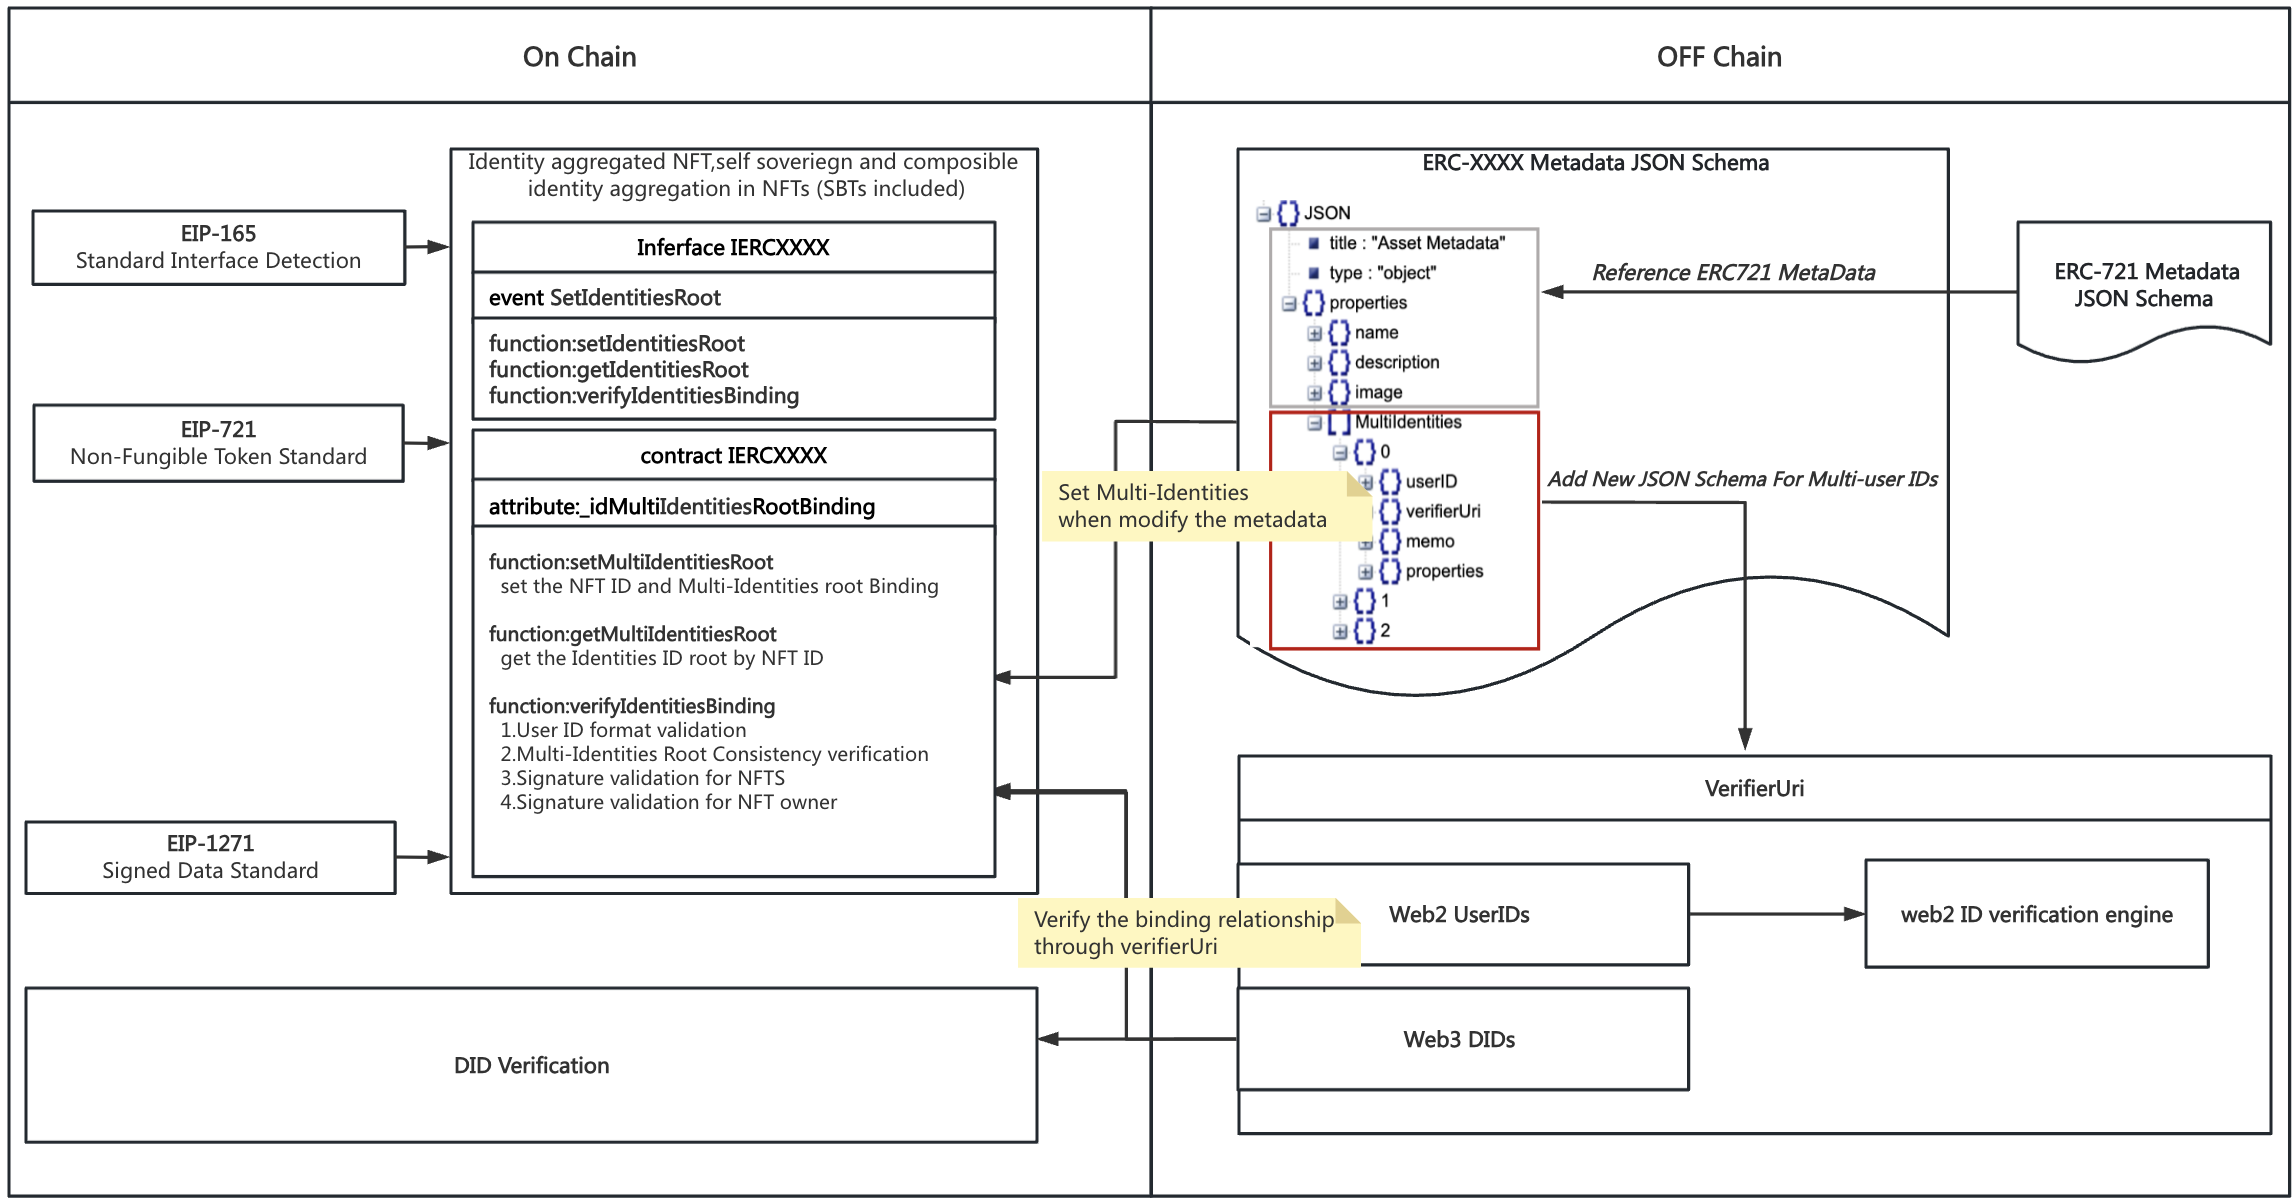 On Chain
OFF Chain
EIP-165
Standard Interface Detection
EIP-721
Non-Fungible Token Standard
EIP-1271
Signed Data Standard
Identity aggregated NFT,self soveriegn and composible
identity aggregation in NFTs (SBTs included)
Inferface IERCXXXX
event SetIdentitiesRoot
function:setIdentitiesRoot
function:getIdentitiesRoot
function:verifyIdentitiesBinding
contract IERCXXXX
attribute:_idMultiIdentitiesRootBinding
function:setMultiIdentitiesRoot
set the NFT ID and Multi-Identities root Binding
function:getMultiIdentitiesRoot
get the Identities ID root by NFT ID
function:verifyIdentitiesBinding
1.User ID format validation
2.Multi-Identities Root Consistency verification
3.Signature validation for NFTS
4.Signature validation for NFT owner
DID Verification
Set Multi-Identities
when modify the metadata
Verify the binding relationship
through verifierUri
ERC-XXXX Metadata JSON Schema
JSON
title : "Asset Metadata"
type : "object"
properties
name
description
image
MultiIdentities
0
userID
verifierUri
memo
properties
1
2
Reference ERC721 MetaData
ERC-721 Metadata
JSON Schema
Add New JSON Schema For Multi-user IDs
VerifierUri
Web2 UserIDs
web2 ID verification engine
Web3 DIDs